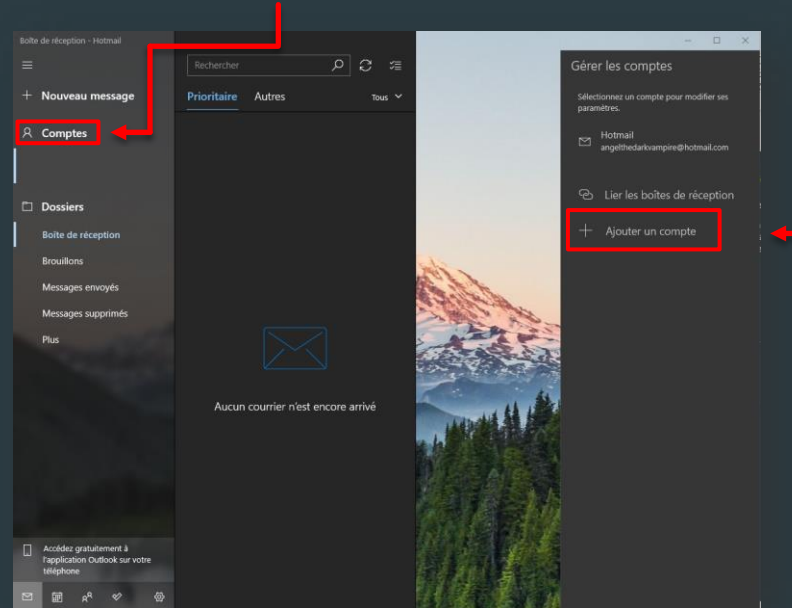 Boîte de réception - Hotmail
Nouveau message
Comptes
Dossiers
Boîte de réception
Brouillons
Messages envoyés
Messages supprimés
Plus
Accédez gratuitement à
l'application Outlook sur votre
téléphone
Rechercher
Prioritaire Autres Tous
Aucun courrier n'est encore arrivé
Gérer les comptes
Sélectionnez un compte pour modifier ses
paramètres.
Hotmail
angelthedarkvampire@hotmail.com
Lier les boîtes de réception
Ajouter un compte